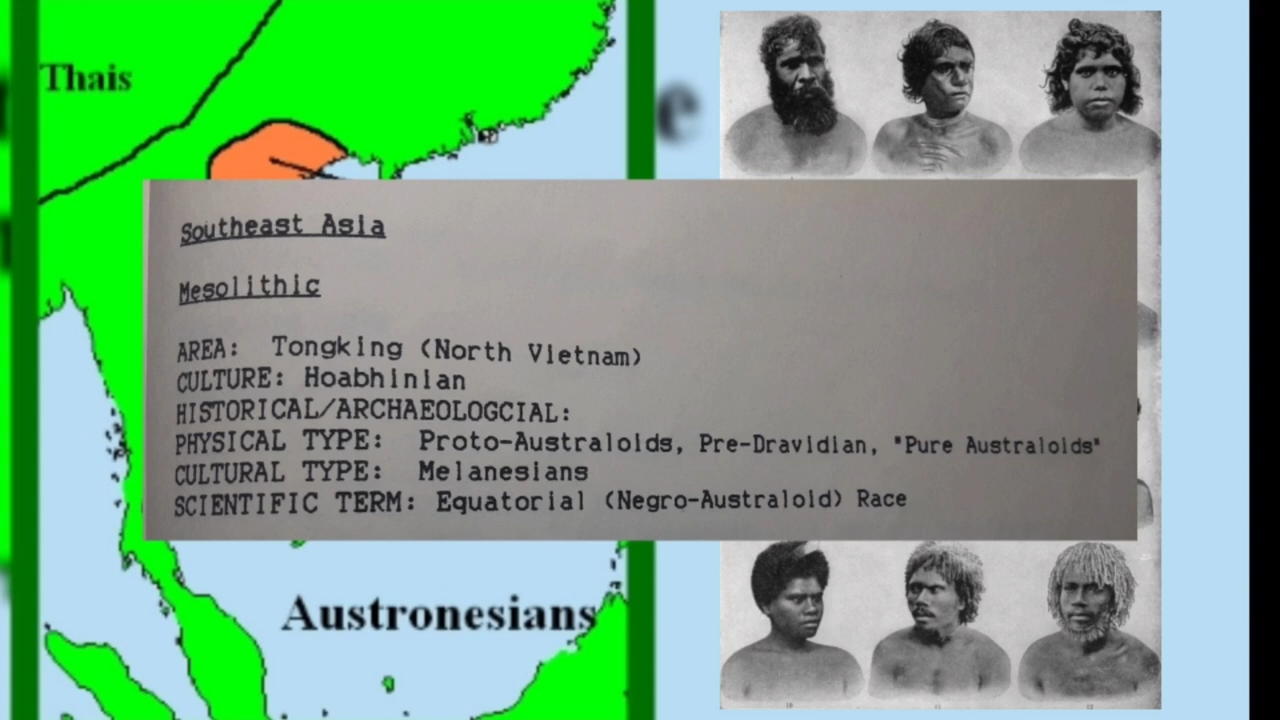 Thais
e
Southeast Asia
Mesolithic
AREA: Tongking (North Vietnam)
CULTURE: Hoabhinian
HISTORICAL/ARCHAEOLOGCIAL:
PHYSICAL TYPE: Proto-Australoids, Pre-Dravidian, "Pure Australoids"
CULTURAL TYPE: Melanesians
SCIENTIFIC TERM: Equatorial (Negro-Australoid) Race
Austronesians